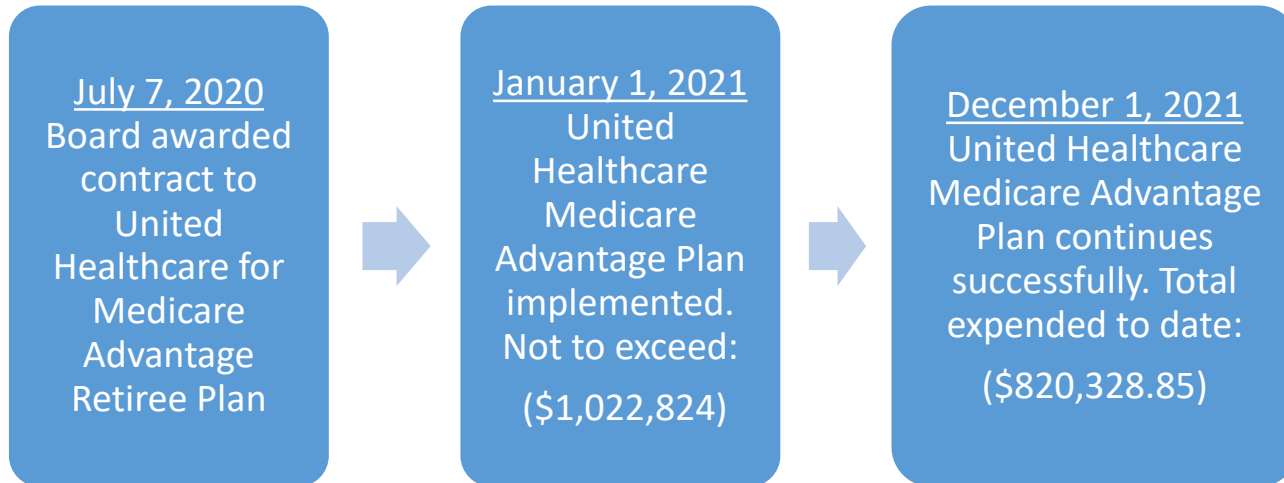 July 7, 2020
Board awarded
contract to
United
Healthcare for
Medicare
Advantage
Retiree Plan
January 1, 2021
United
Healthcare
Medicare
Advantage Plan
implemented.
Not to exceed:
($1,022,824)
December 1, 2021
United Healthcare
Medicare Advantage
Plan continues
successfully. Total
expended to date:
($820,328.85)